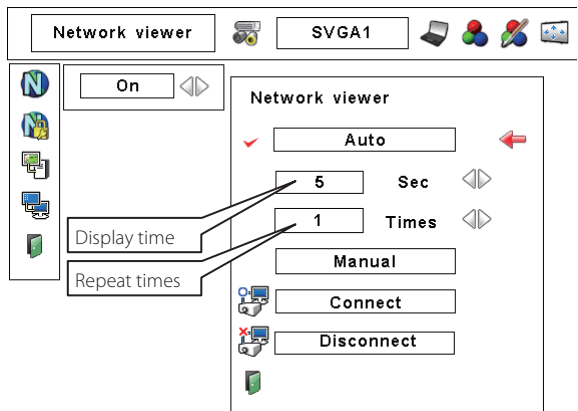 Network viewer
SVGA1
On
Network viewer
Auto
5 Sec
Display time
1 Times
Repeat times
Manual
Connect
Disconnect